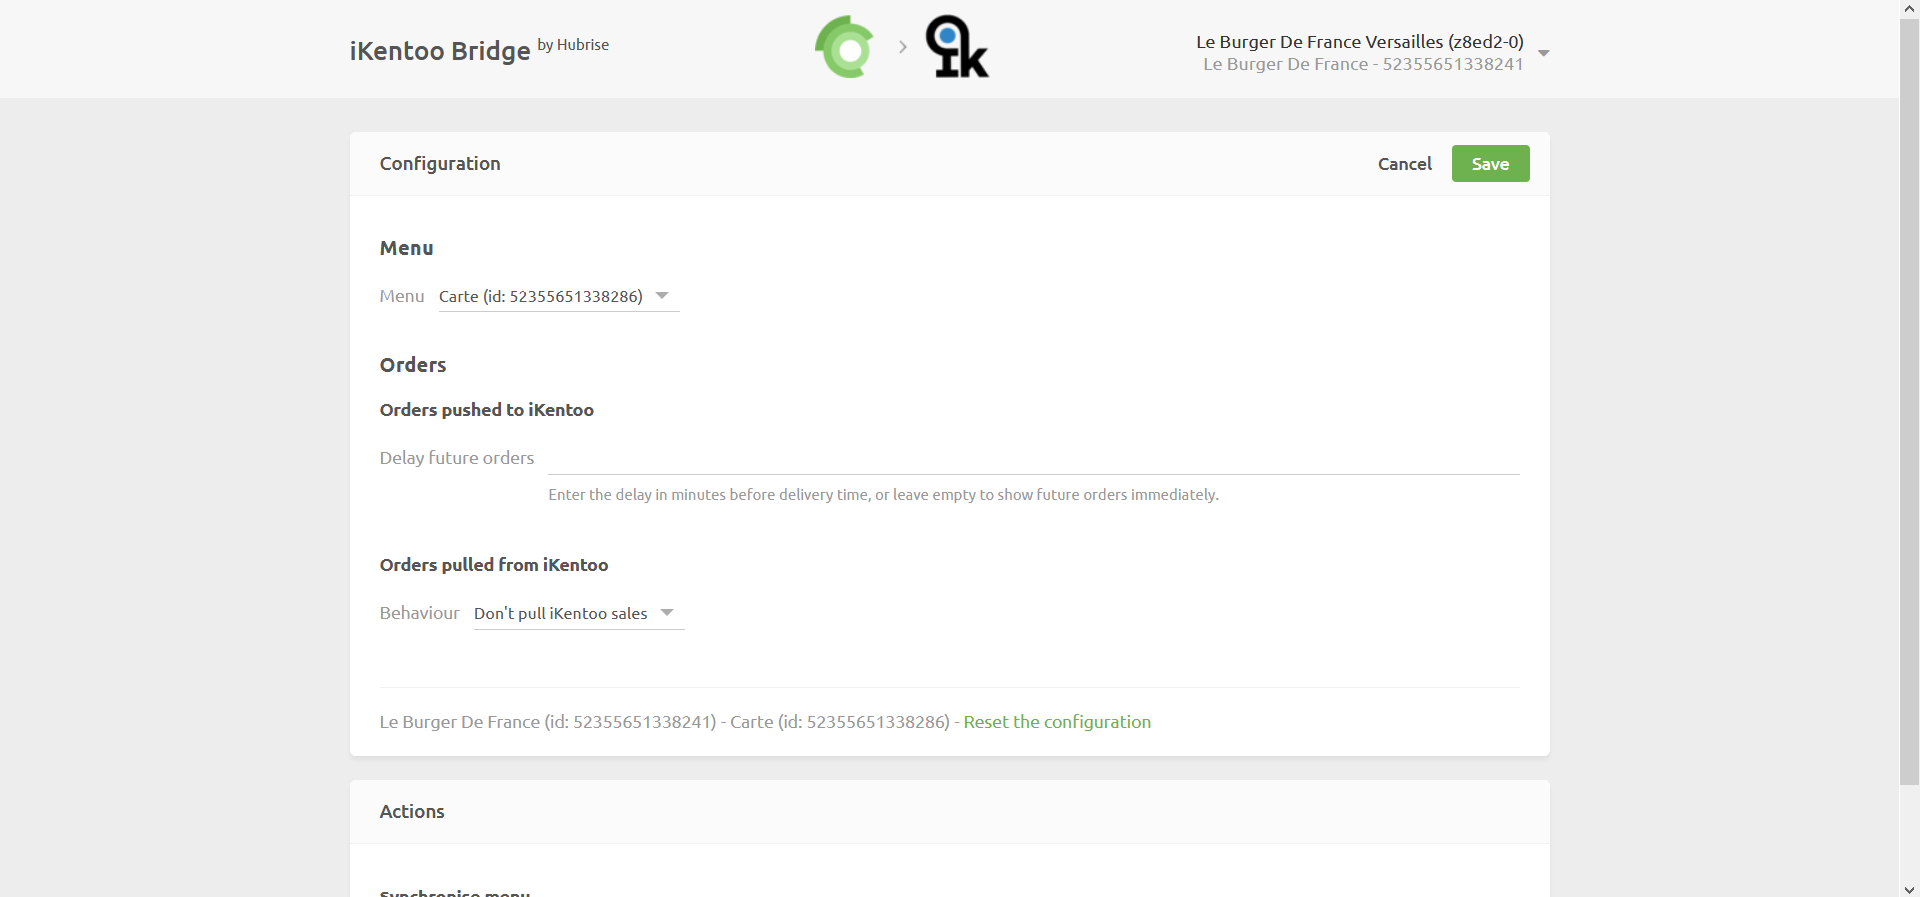 iKentoo Bridge by Hubrise
ik
Le Burger De France Versailles (z8ed2-0)
Le Burger De France - 52355651338241
Configuration
Cancel
Save
Menu
Menu Carte (id: 52355651338286)
Orders
Orders pushed to iKentoo
Delay future orders
Enter the delay in minutes before delivery time, or leave empty to show future orders immediately.
Orders pulled from iKentoo
Behaviour Don't pull iKentoo sales
Le Burger De France (id: 52355651338241) - Carte (id: 52355651338286) - Reset the configuration
Actions
Synchronise menu